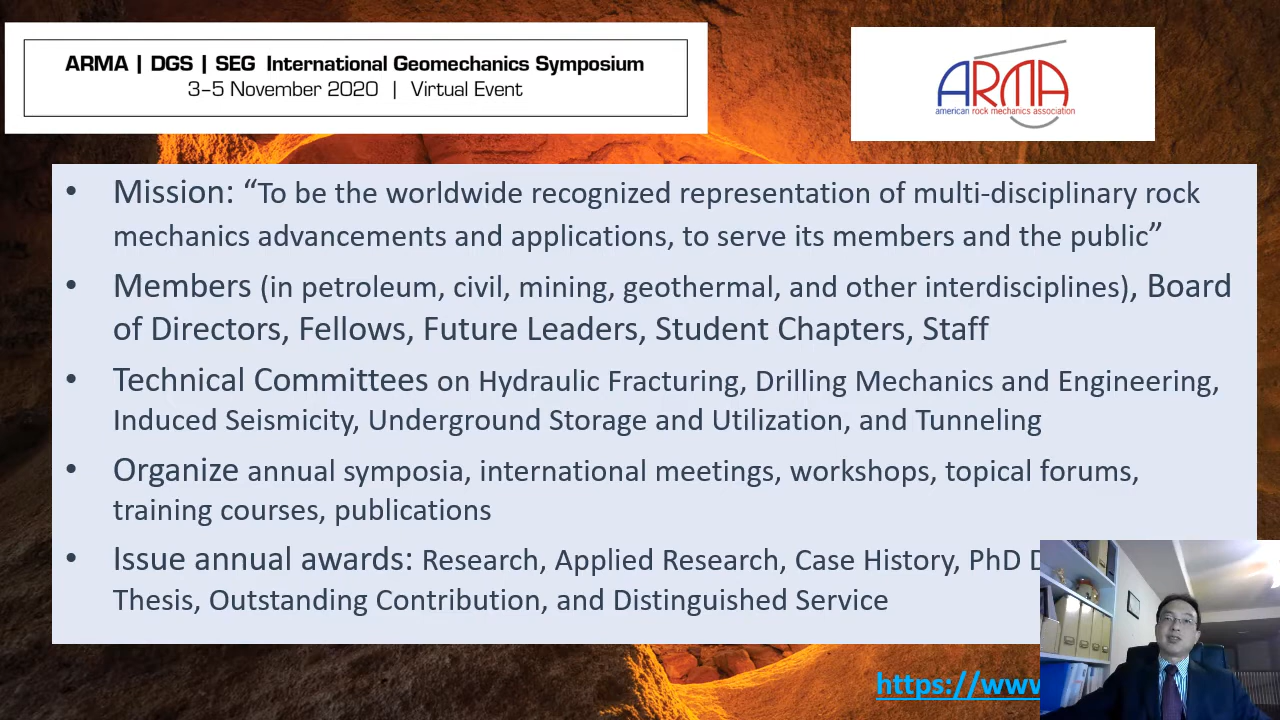 ARMA | DGS | SEG International Geomechanics Symposium
3–5 November 2020 | Virtual Event
ARMA
american rock mechanics association
• Mission: “To be the worldwide recognized representation of multi-disciplinary rock
mechanics advancements and applications, to serve its members and the public”
• Members (in petroleum, civil, mining, geothermal, and other interdisciplines), Board
of Directors, Fellows, Future Leaders, Student Chapters, Staff
• Technical Committees on Hydraulic Fracturing, Drilling Mechanics and Engineering,
Induced Seismicity, Underground Storage and Utilization, and Tunneling
• Organize annual symposia, international meetings, workshops, topical forums,
training courses, publications
• Issue annual awards: Research, Applied Research, Case History, PhD
Thesis, Outstanding Contribution, and Distinguished Service
https://www